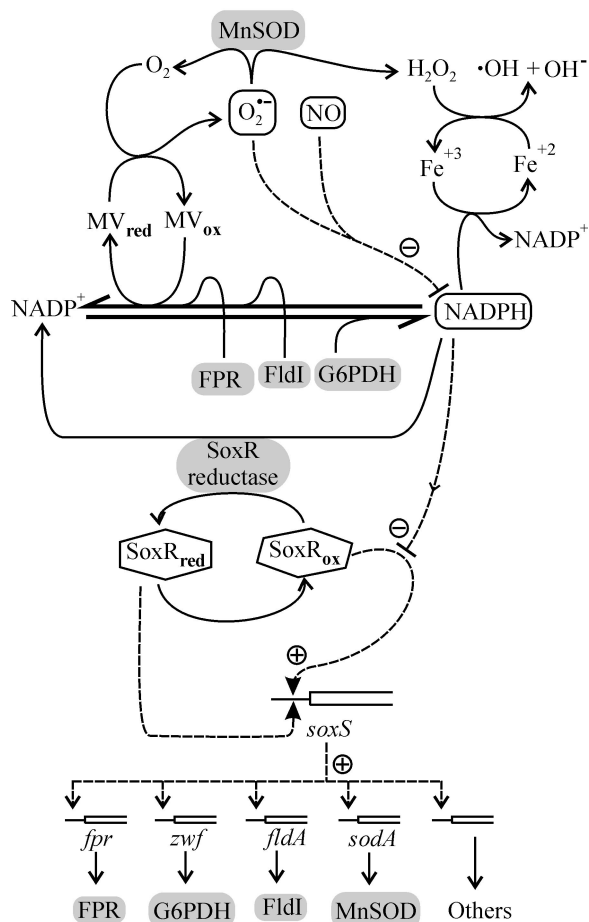 MnSOD
O₂
H₂O₂
·OH + OH⁻
O₂•⁻
NO
Fe⁺³
Fe⁺²
MVred
MVox
NADP⁺
⊖
NADP⁺
NADPH
FPR
FldI
G6PDH
SoxR
reductase
⊖
SoxRred
SoxRox
⊕
soxS
⊕
fpr
zwf
fldA
sodA
FPR
G6PDH
FldI
MnSOD
Others